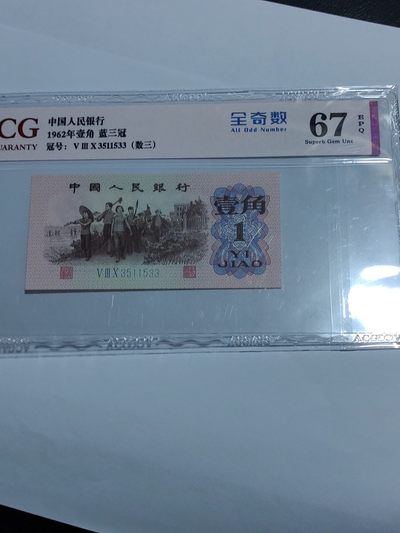 CG
UARANTY
中国人民银行
1962年壹角 蓝三冠
冠号: V III X 3511533 (数三)
全奇数
All Odd Number
67
EPQ
Superb Gem Unc
中國人民銀行
壹角
1
YI
JIAO
V III X 3511533